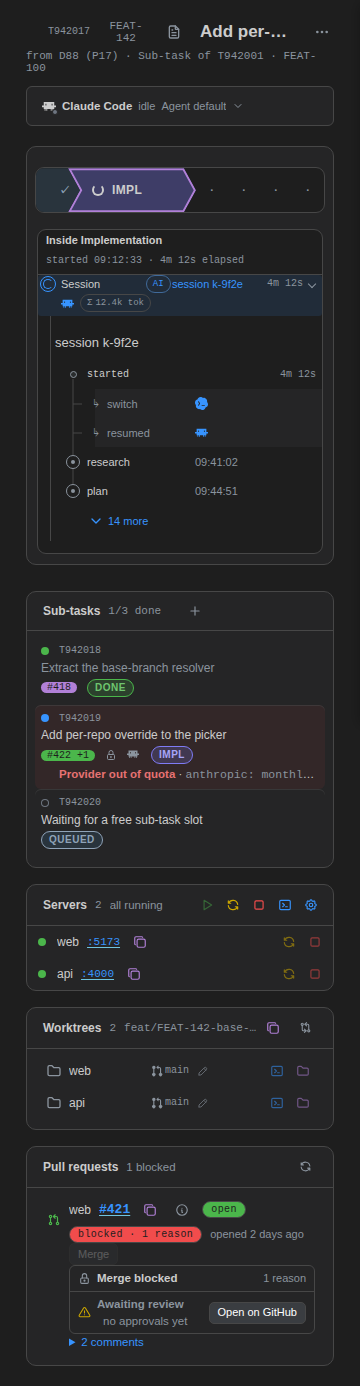 T942017 FEAT-142 Add per-…
from D88 (P17) · Sub-task of T942001 · FEAT-
100
Claude Code idle Agent default
✓ IMPL
Inside Implementation
started 09:12:33 · 4m 12s elapsed
Session AI session k-9f2e 4m 12s
Σ 12.4k tok
session k-9f2e
started 4m 12s
↳ switch
↳ resumed
research 09:41:02
plan 09:44:51
14 more
Sub-tasks 1/3 done
T942018
Extract the base-branch resolver
#418 DONE
T942019
Add per-repo override to the picker
#422 +1 IMPL
Provider out of quota · anthropic: monthl…
T942020
Waiting for a free sub-task slot
QUEUED
Servers 2 all running
web :5173
api :4000
Worktrees 2 feat/FEAT-142-base-…
web main
api main
Pull requests 1 blocked
web #421 open
blocked · 1 reason opened 2 days ago
Merge
Merge blocked 1 reason
Awaiting review
no approvals yet
Open on GitHub
2 comments